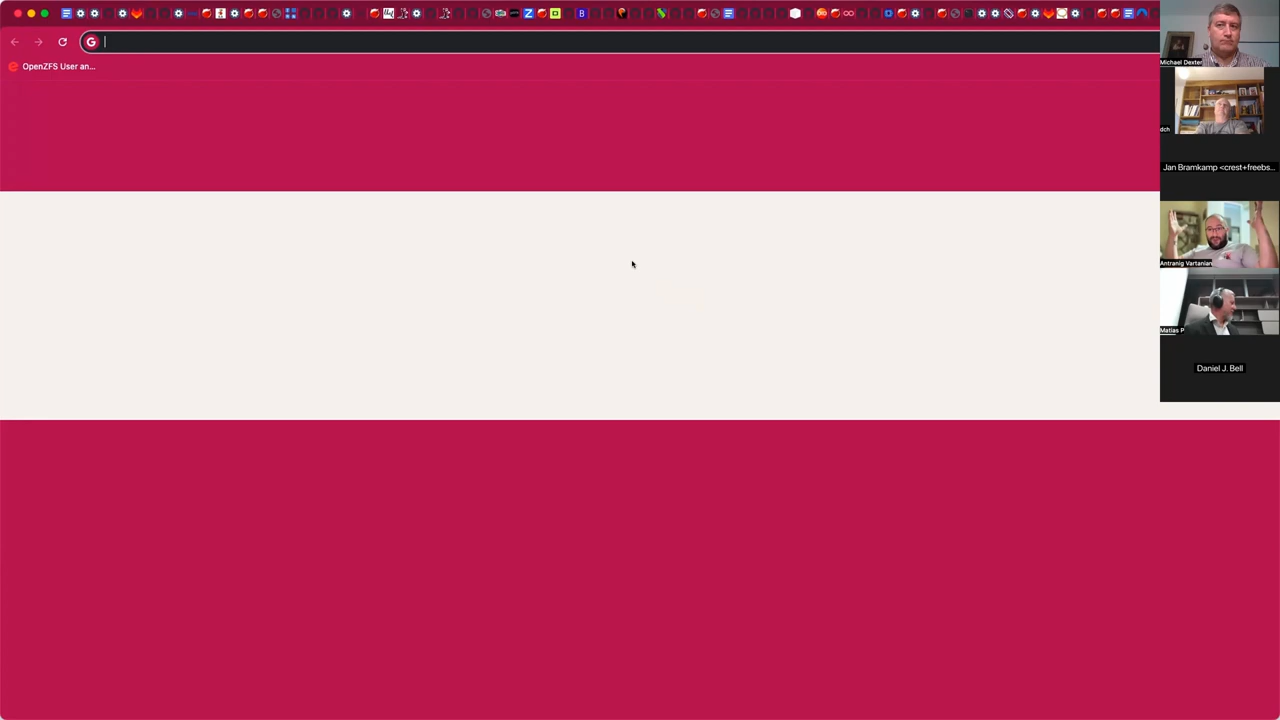 OpenZFS User an...
Michael Dexter
dch
Jan Bramkamp <crest+freebs...
Antranig Vartanian
Matias P
Daniel J. Bell